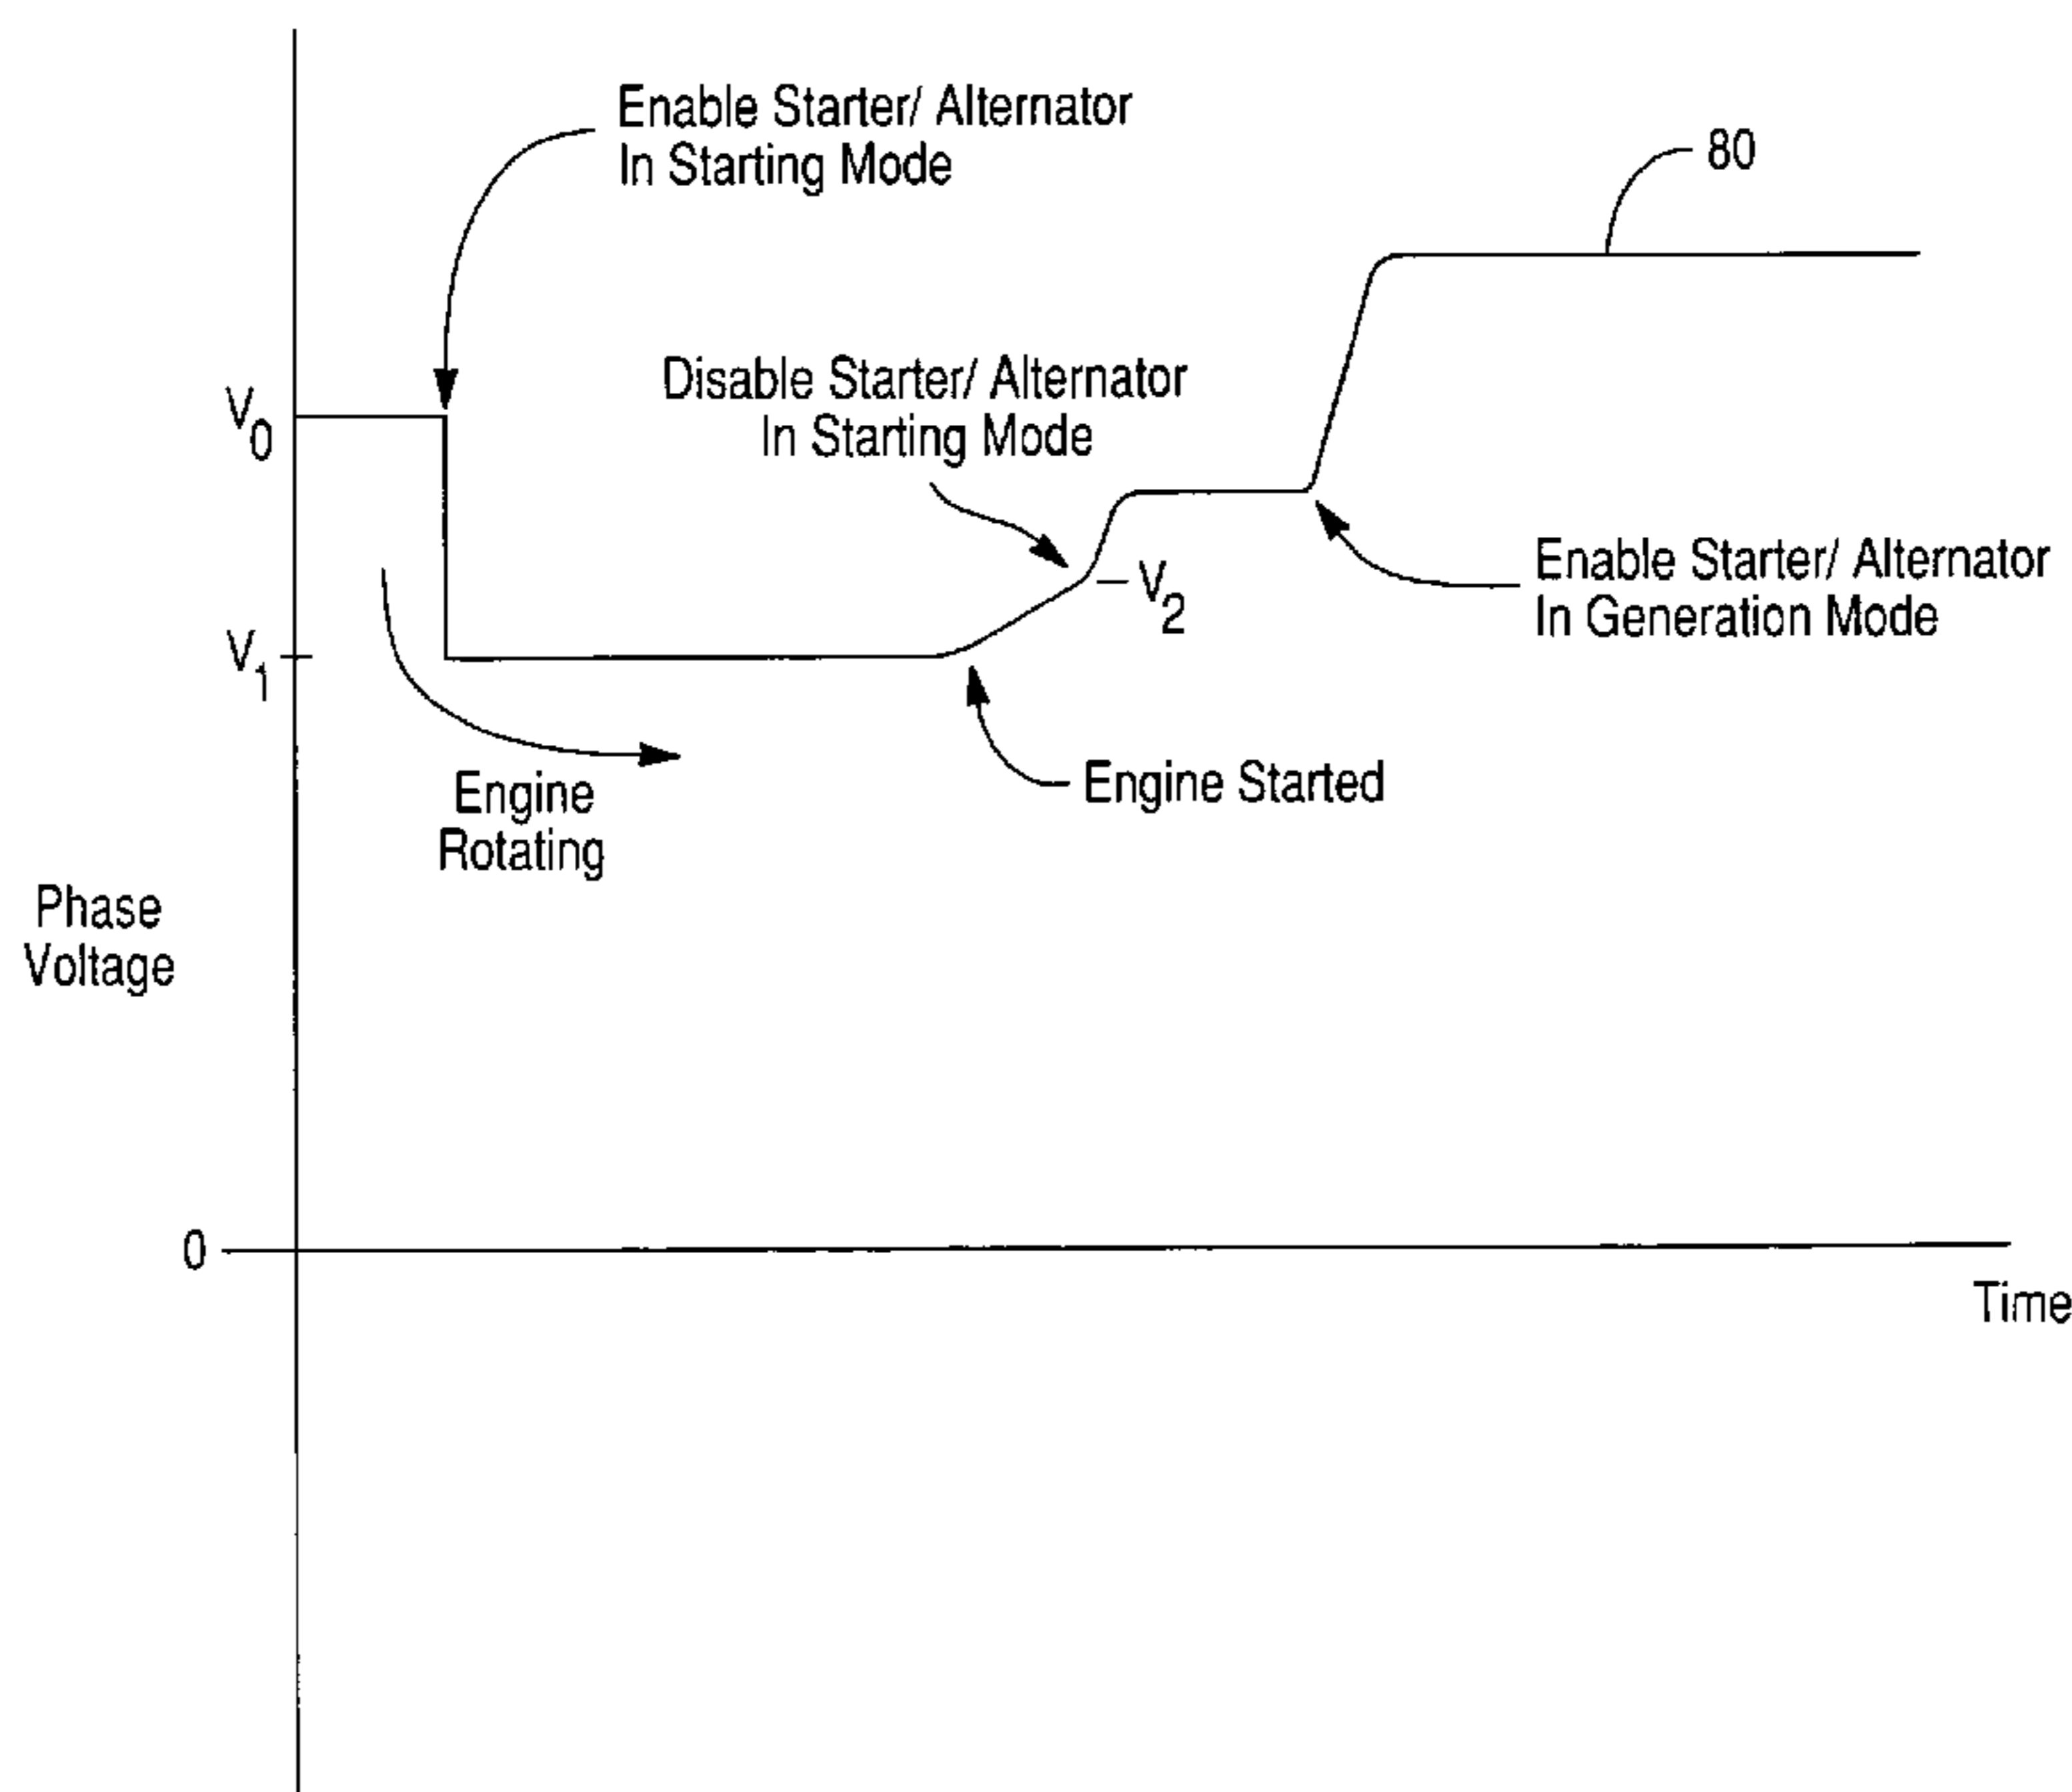 Enable Starter/ Alternator
In Starting Mode
80
V0
Disable Starter/ Alternator
In Starting Mode
V2
Enable Starter/ Alternator
In Generation Mode
V1
Engine Started
Engine
Rotating
Phase
Voltage
0
Time